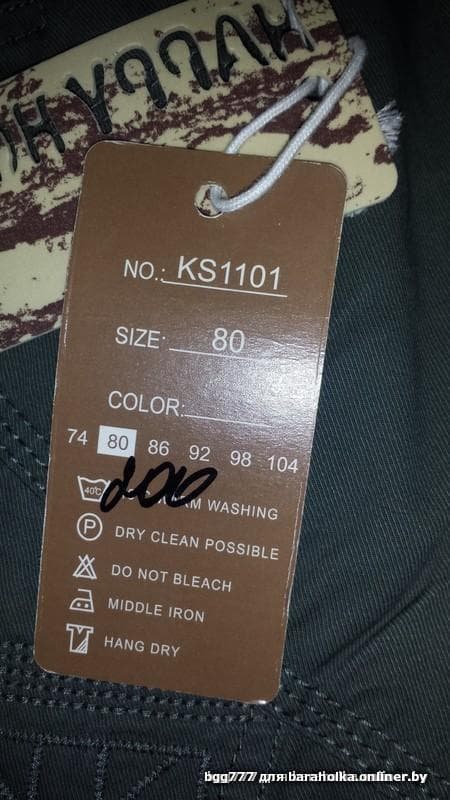 NO.: KS1101
SIZE: 80
COLOR:
74 80 86 92 98 104
40℃ WARM WASHING
P DRY CLEAN POSSIBLE
DO NOT BLEACH
MIDDLE IRON
HANG DRY
bgg777 для baraholka.onliner.by